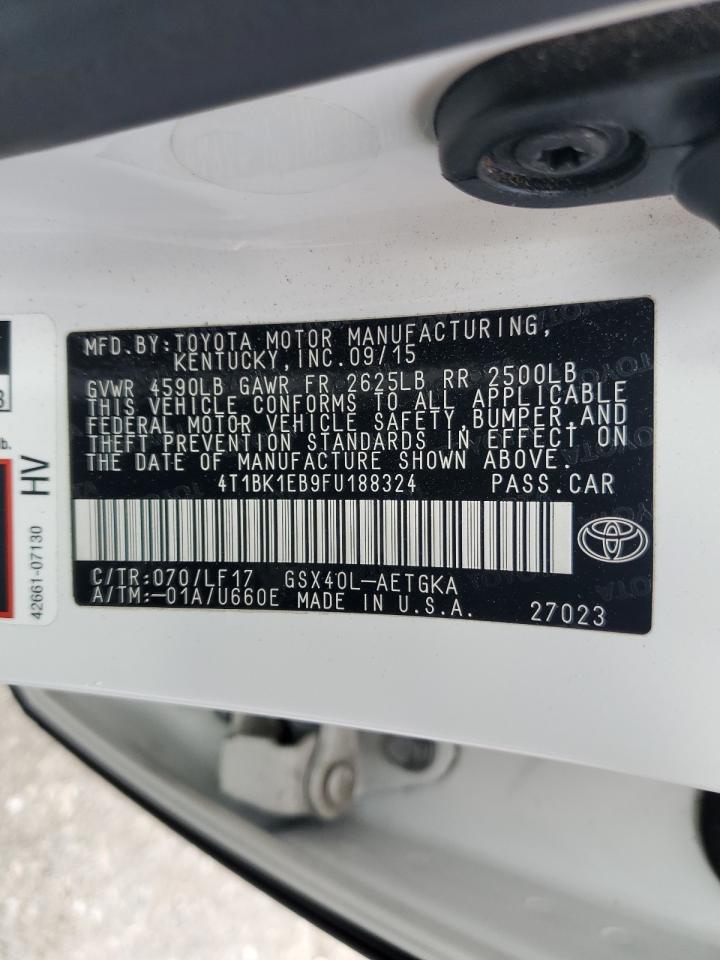 MFD.BY:TOYOTA MOTOR MANUFACTURING,
KENTUCKY,INC.09/15
GVWR 4590LB GAWR FR 2625LB RR 2500LB
THIS VEHICLE CONFORMS TO ALL APPLICABLE
FEDERAL MOTOR VEHICLE SAFETY,BUMPER,AND
THEFT PREVENTION STANDARDS IN EFFECT ON
THE DATE OF MANUFACTURE SHOWN ABOVE.
4T1BK1EB9FU188324 PASS.CAR
C/TR:070/LF17 GSX40L-AETGKA
A/TM:-01A/U660E MADE IN U.S.A. 27023
lb.
HV
42661-07130